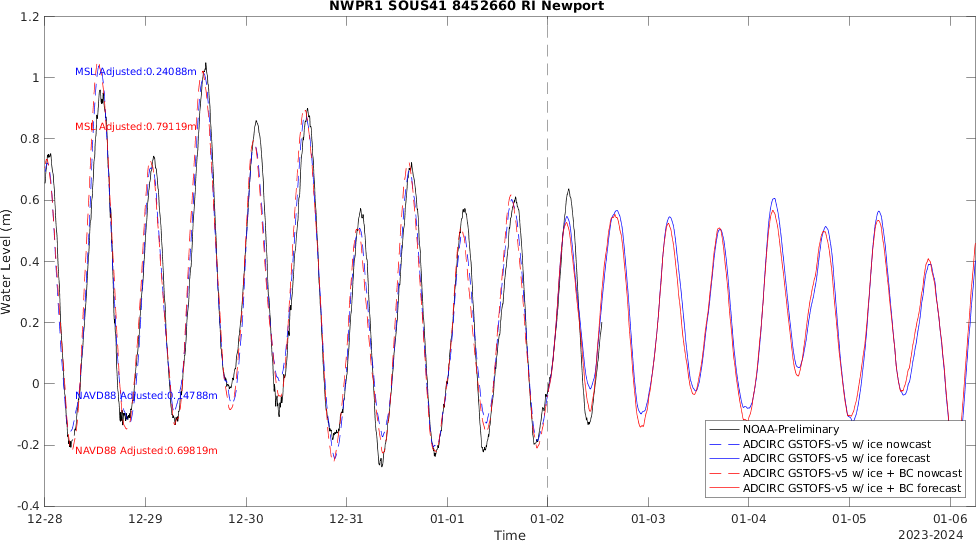 NWPR1 SOUS41 8452660 RI Newport
1.2
1
0.8
0.6
0.4
0.2
0
-0.2
-0.4
Water Level (m)
MSL Adjusted:0.24088m
MSL Adjusted:0.79119m
NAVD88 Adjusted:0.14788m
NAVD88 Adjusted:0.69819m
NOAA-Preliminary
ADCIRC GSTOFS-v5 w/ ice nowcast
ADCIRC GSTOFS-v5 w/ ice forecast
ADCIRC GSTOFS-v5 w/ ice + BC nowcast
ADCIRC GSTOFS-v5 w/ ice + BC forecast
12-28 12-29 12-30 12-31 01-01 01-02 01-03 01-04 01-05 01-06
Time
2023-2024